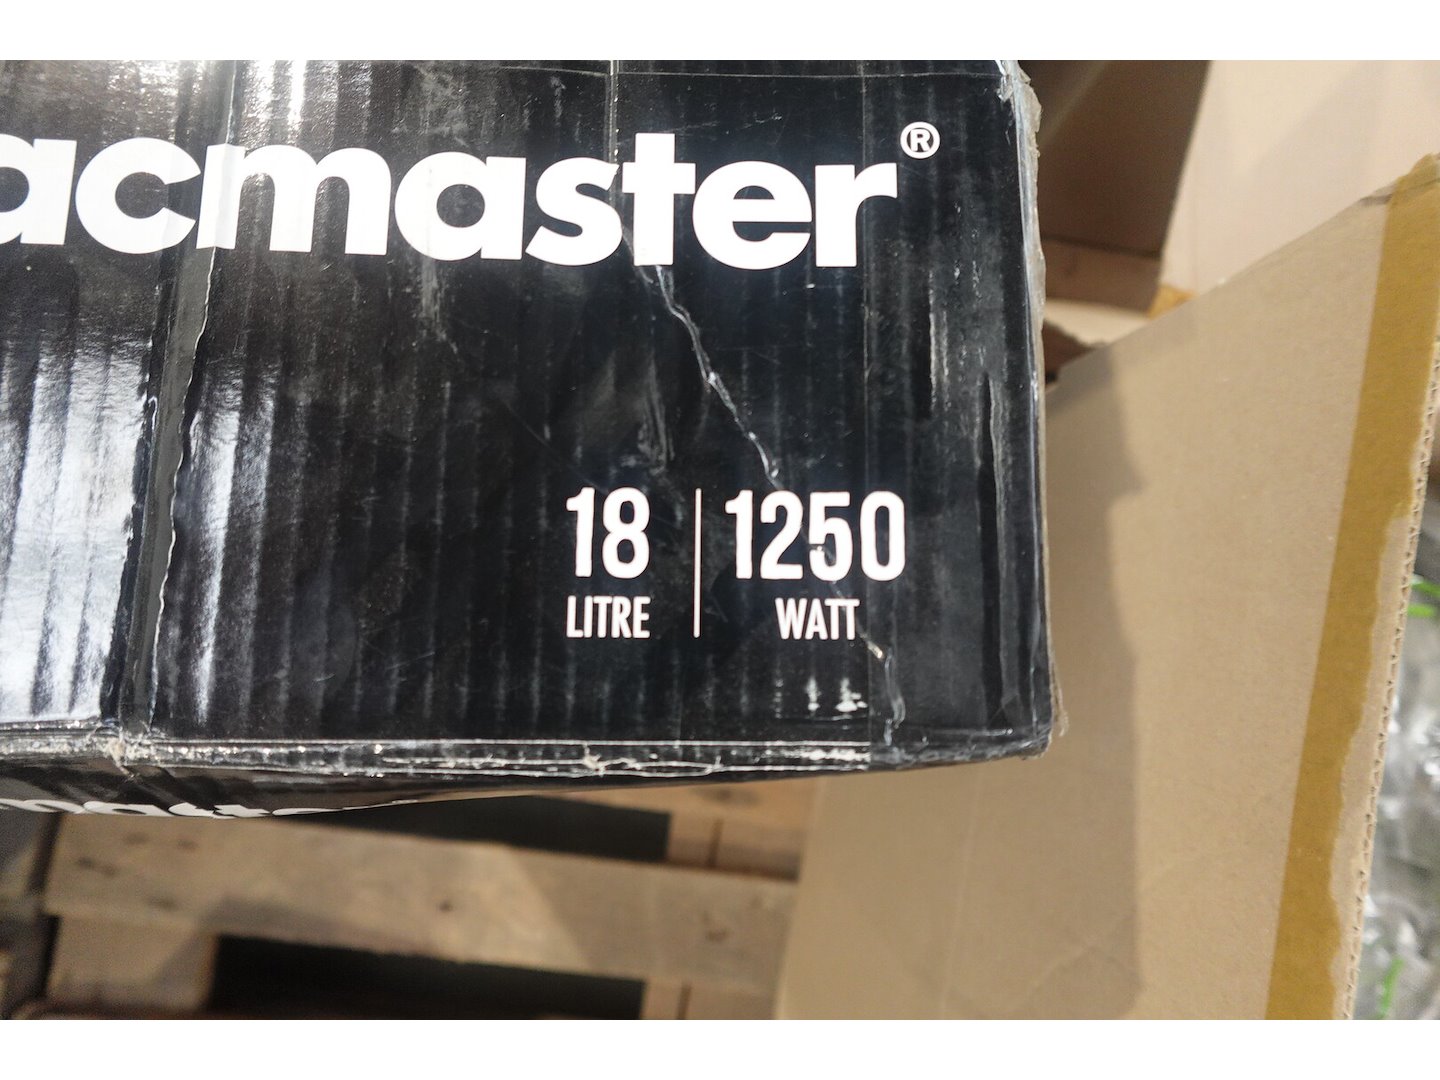 acmaster®
18 | 1250
LITRE | WATT